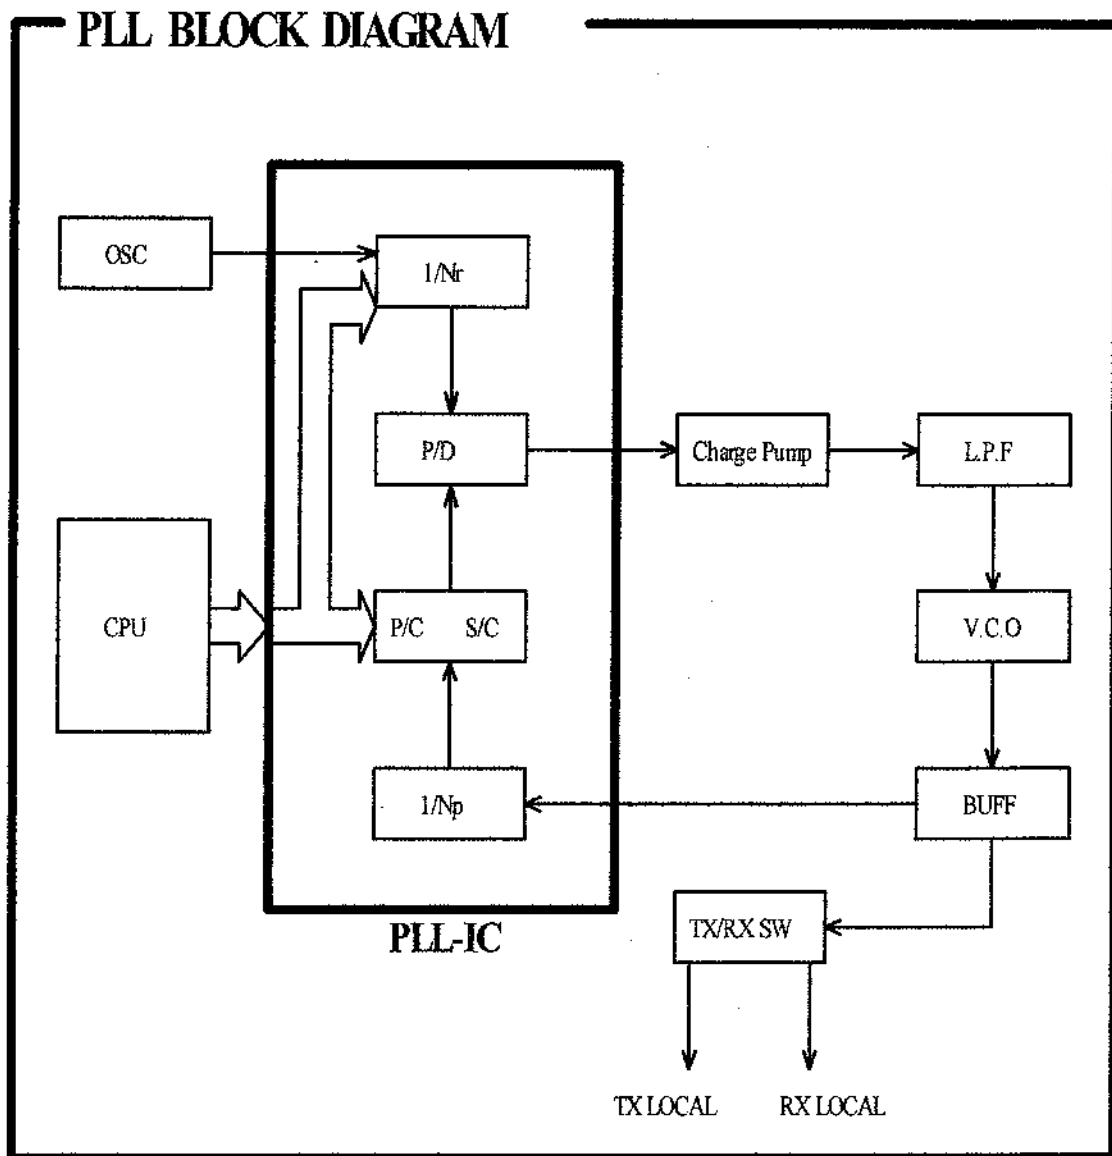 PLL BLOCK DIAGRAM
OSC
1/Nr
P/D
Charge Pump
L.P.F
CPU
P/C S/C
V.C.O
1/Np
BUFF
PLL-IC
TX/RX SW
TX LOCAL RX LOCAL